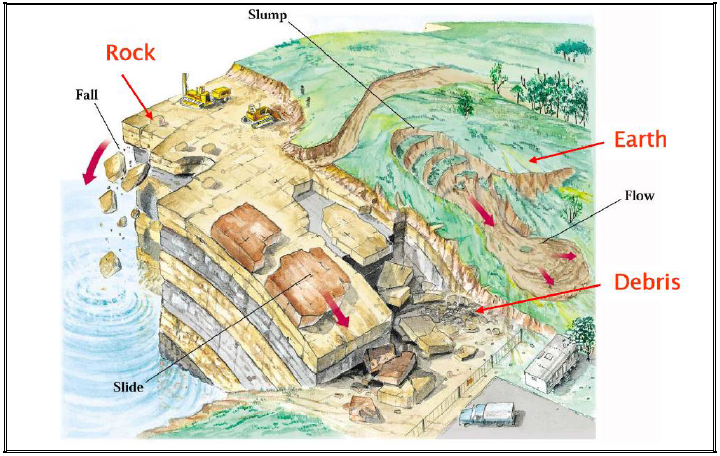 Slump
Rock
Fall
Earth
Flow
Debris
Slide